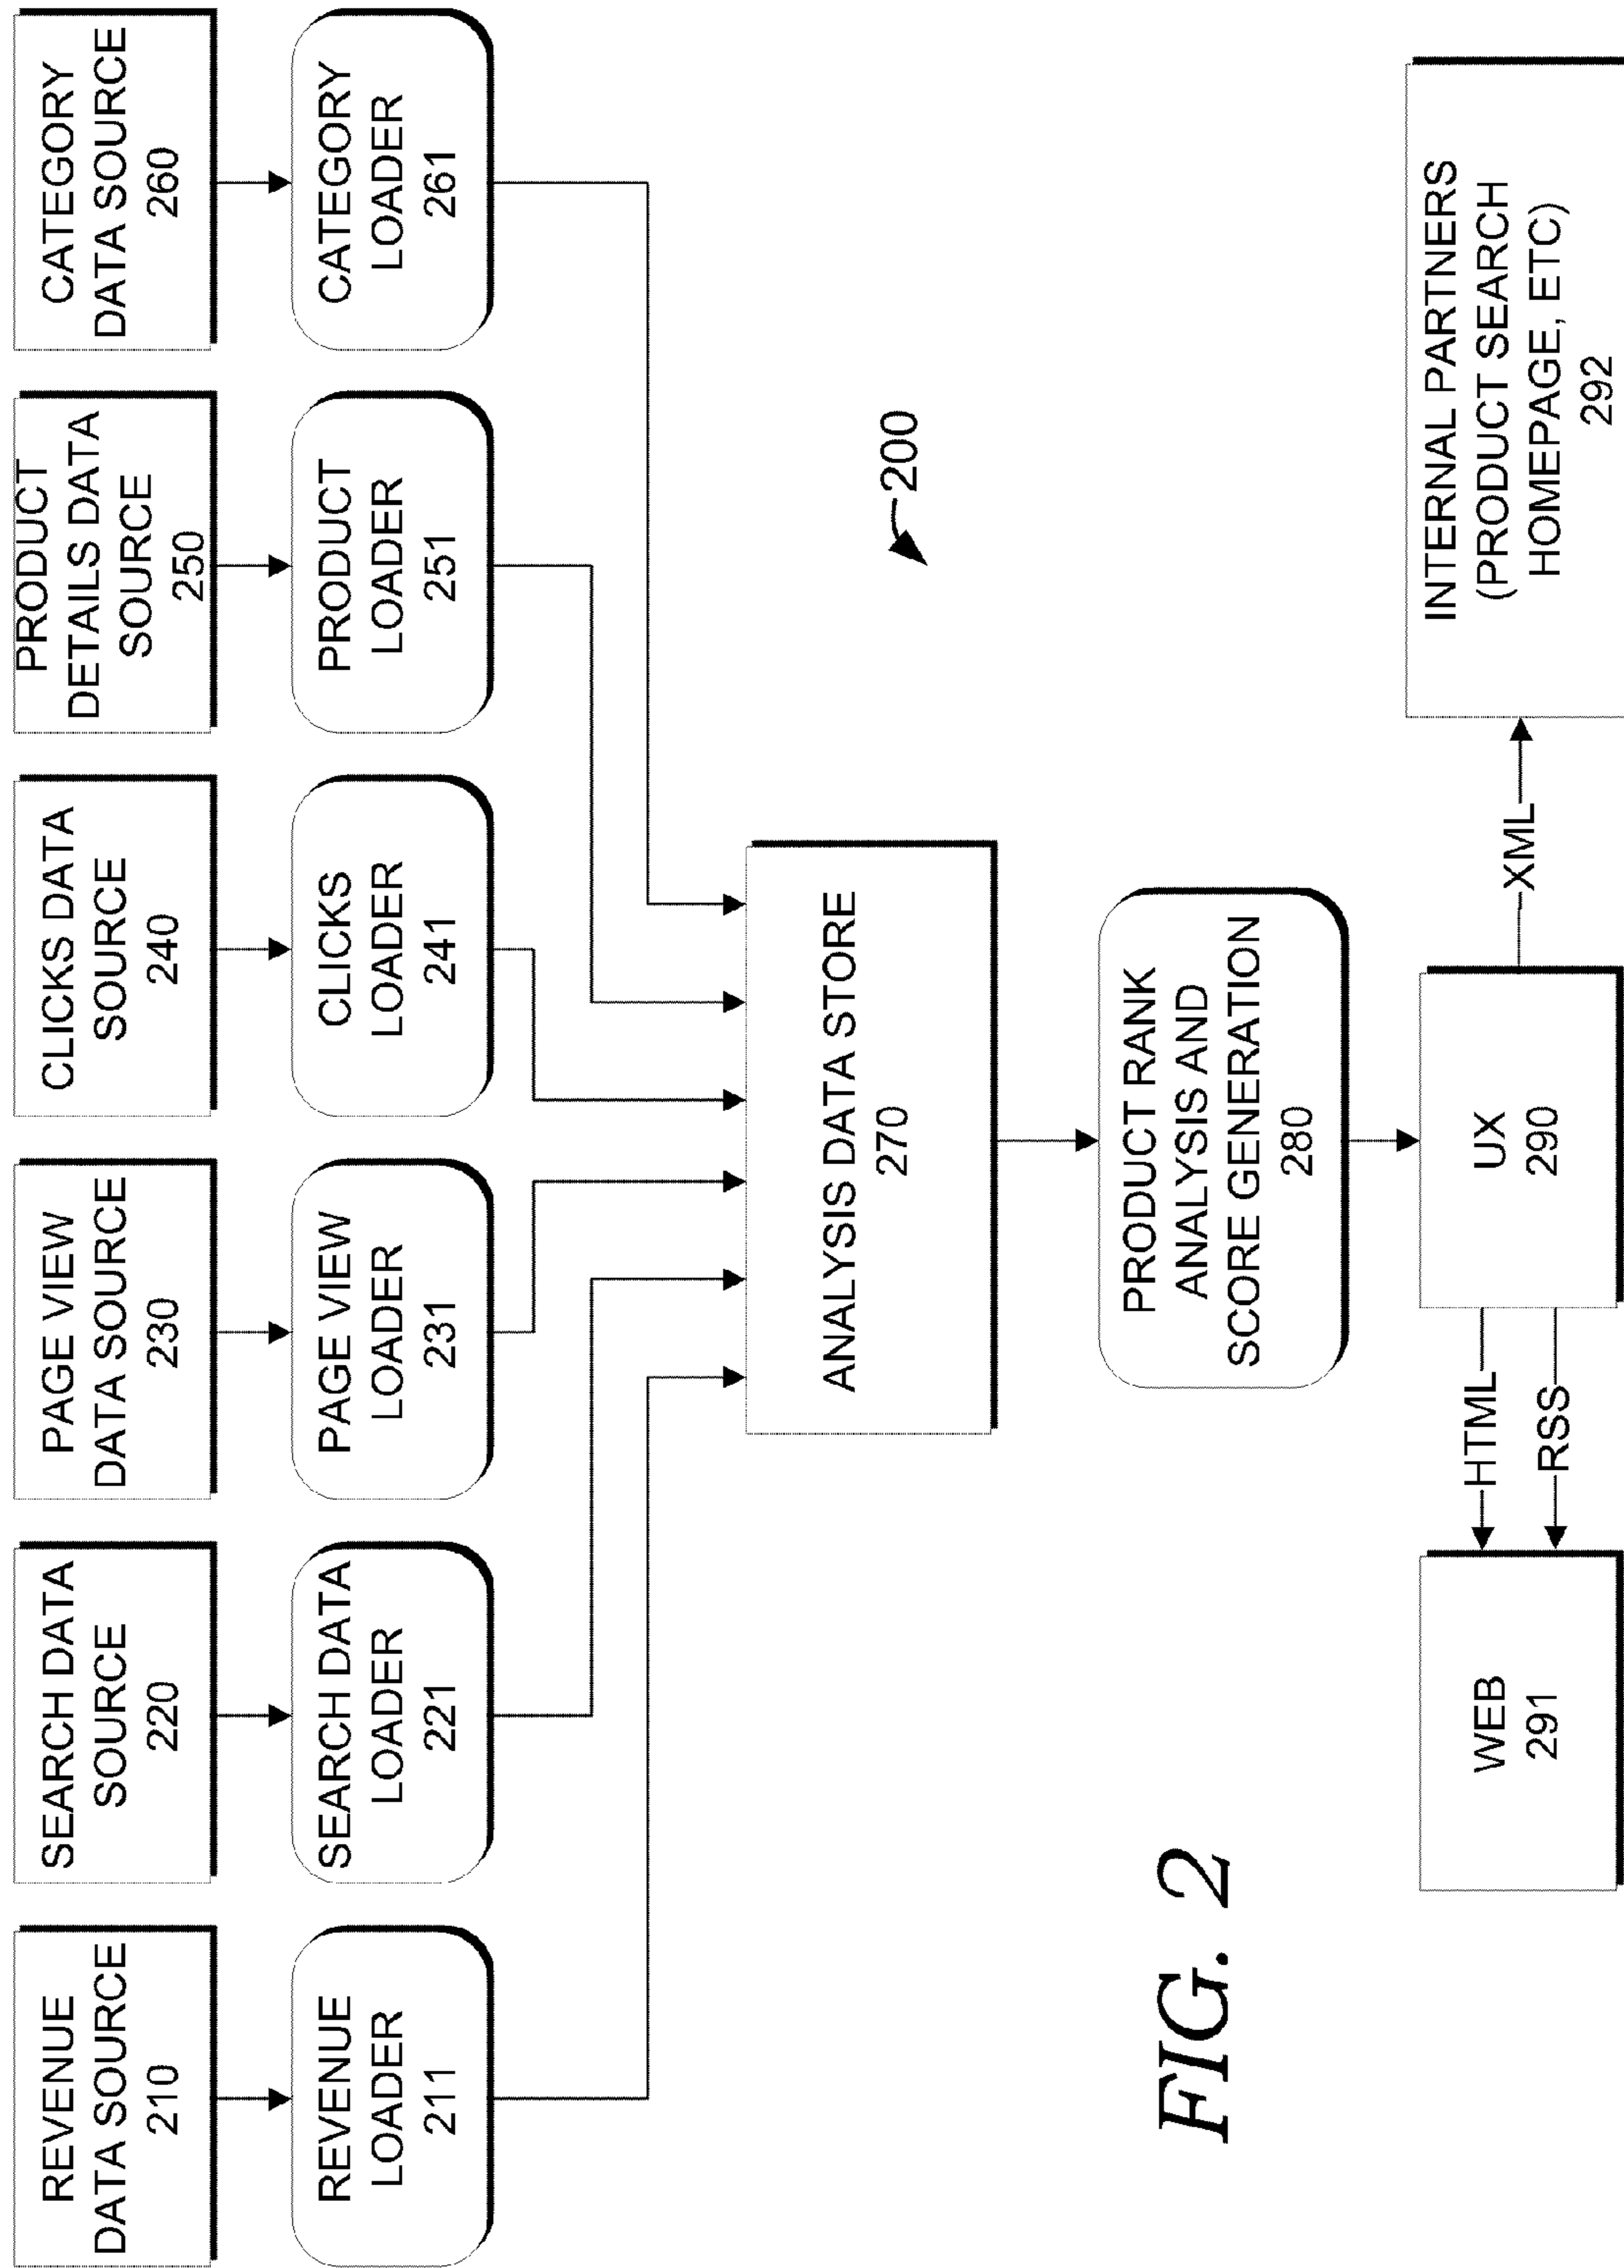 REVENUE
DATA SOURCE
210
SEARCH DATA
SOURCE
220
PAGE VIEW
DATA SOURCE
230
CLICKS DATA
SOURCE
240
PRODUCT
DETAILS DATA
SOURCE
250
CATEGORY
DATA SOURCE
260
REVENUE
LOADER
211
SEARCH DATA
LOADER
221
PAGE VIEW
LOADER
231
CLICKS
LOADER
241
PRODUCT
LOADER
251
CATEGORY
LOADER
261
ANALYSIS DATA STORE
270
200
PRODUCT RANK
ANALYSIS AND
SCORE GENERATION
280
FIG. 2
WEB
291
HTML
RSS
UX
290
XML
INTERNAL PARTNERS
(PRODUCT SEARCH
HOMEPAGE, ETC)
292